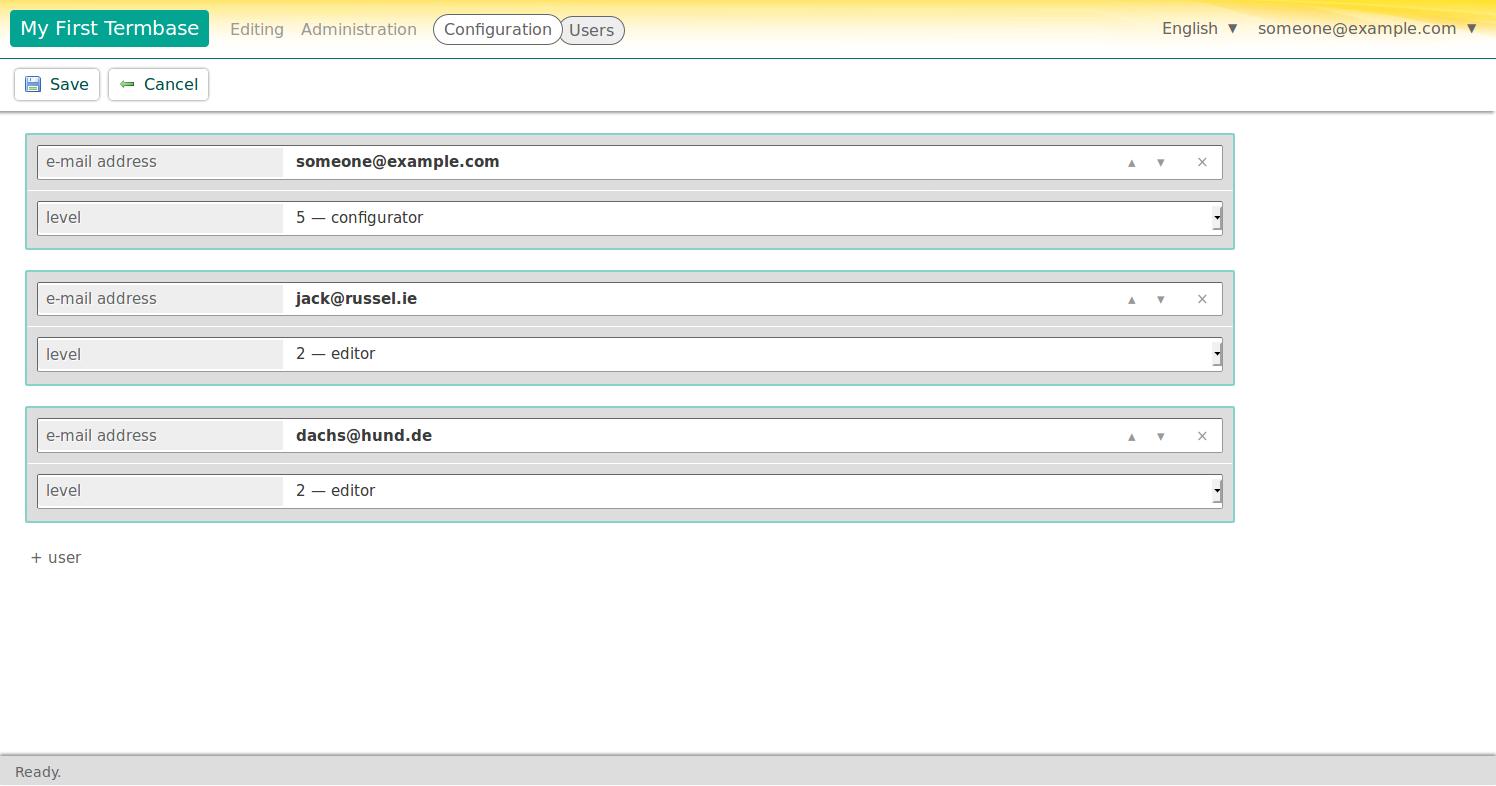 My First Termbase Editing Administration Configuration Users English ▼ someone@example.com ▼
Save Cancel
e-mail address someone@example.com ▲ ▼ ×
level 5 — configurator
e-mail address jack@russel.ie ▲ ▼ ×
level 2 — editor
e-mail address dachs@hund.de ▲ ▼ ×
level 2 — editor
+ user
Ready.